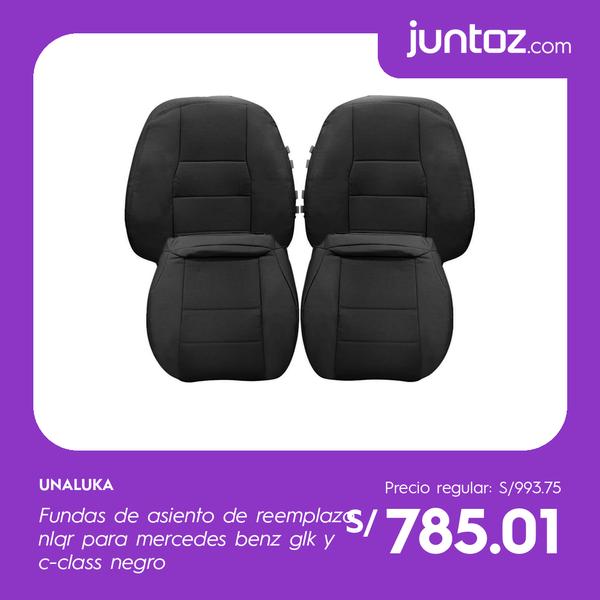 juntoz.com
UNALUKA
Fundas de asiento de reemplazo
nlqr para mercedes benz glk y
c-class negro
Precio regular: S/993.75
S/ 785.01